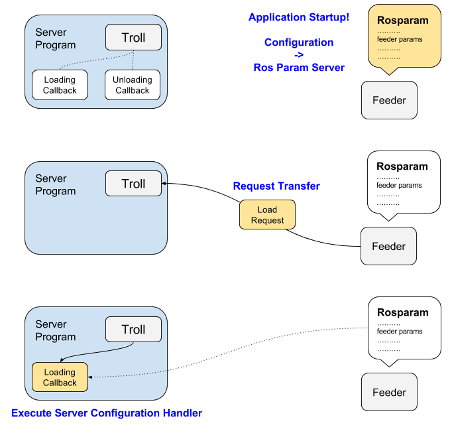 Server
Program
Troll
Loading
Callback
Unloading
Callback
Application Startup!
Configuration
->
Ros Param Server
Rosparam
..........
feeder params
..........
..........
Feeder
Server
Program
Troll
Request Transfer
Load
Request
Rosparam
..........
feeder params
..........
..........
Feeder
Server
Program
Troll
Loading
Callback
Execute Server Configuration Handler
Rosparam
..........
feeder params
..........
..........
Feeder